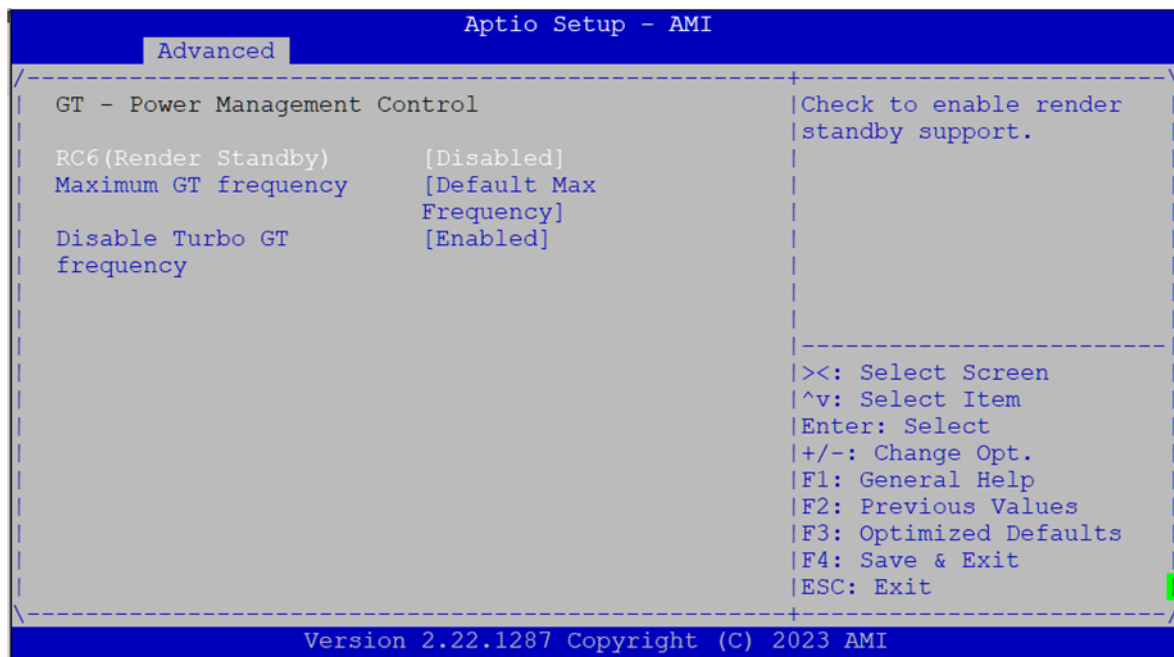 Aptio Setup - AMI
Advanced
GT - Power Management Control
RC6(Render Standby) [Disabled]
Maximum GT frequency [Default Max
Frequency]
Disable Turbo GT [Enabled]
frequency
Check to enable render
standby support.
><: Select Screen
^v: Select Item
Enter: Select
+/-: Change Opt.
F1: General Help
F2: Previous Values
F3: Optimized Defaults
F4: Save & Exit
ESC: Exit
Version 2.22.1287 Copyright (C) 2023 AMI